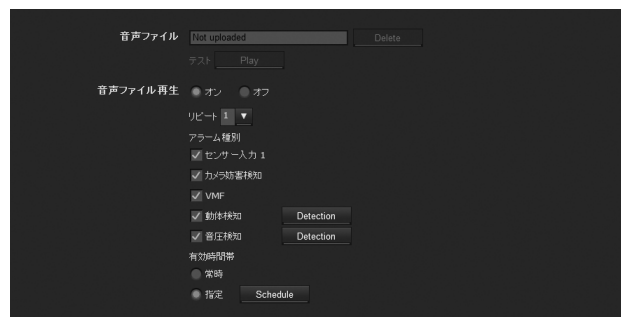 音声ファイル Not uploaded Delete
テスト Play
音声ファイル再生 オン オフ
リピート 1 ▼
アラーム種別
センサー入力 1
カメラ妨害検知
VMF
動体検知 Detection
音圧検知 Detection
有効時間帯
常時
指定 Schedule